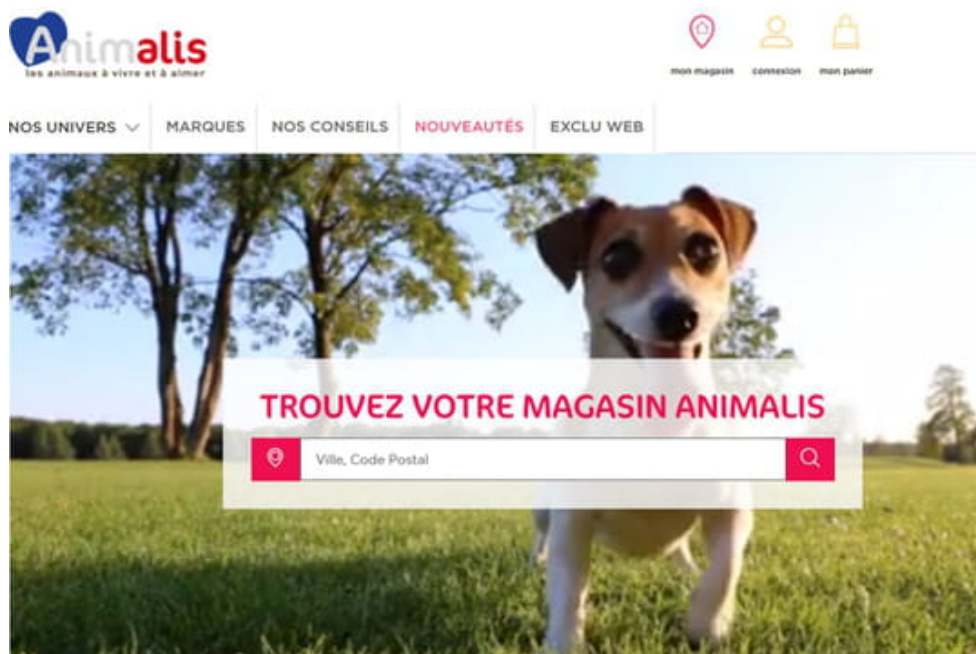 Animalis
les animaux à vivre et à aimer
mon magasin
connexion
mon panier
NOS UNIVERS
MARQUES
NOS CONSEILS
NOUVEAUTÉS
EXCLU WEB
TROUVEZ VOTRE MAGASIN ANIMALIS
Ville, Code Postal